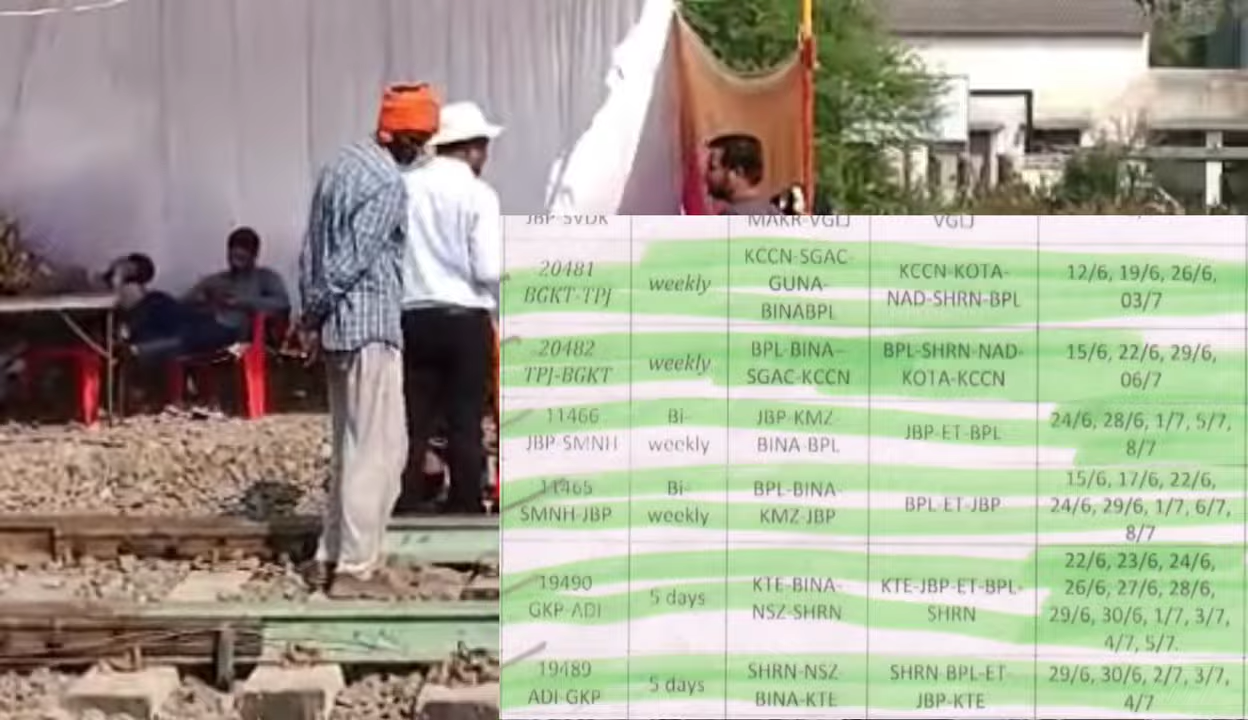 JBP-SVDK MAKR-VGLJ VGLJ
20481 BGKT-TPJ
weekly
KCCN-SGAC-
GUNA-
BINABPL
KCCN-KOTA-
NAD-SHRN-BPL
12/6, 19/6, 26/6,
03/7
20482
TPJ-BGKT
weekly
BPL-BINA-
SGAC-KCCN
BPL-SHRN-NAD-
KOTA-KCCN
15/6, 22/6, 29/6,
06/7
11466
JBP-SMNH
Bi-
weekly
JBP-KMZ-
BINA-BPL
JBP-ET-BPL
24/6, 28/6, 1/7, 5/7,
8/7
11465
SMNH-JBP
Bi-
weekly
BPL-BINA-
KMZ-JBP
BPL-ET-JBP
15/6, 17/6, 22/6,
24/6, 29/6, 1/7, 6/7,
8/7
19490
GKP-ADI
5 days
KTE-BINA-
NSZ-SHRN
KTE-JBP-ET-BPL-
SHRN
22/6, 23/6, 24/6,
26/6, 27/6, 28/6,
29/6, 30/6, 1/7, 3/7,
4/7, 5/7.
19489
ADI-GKP
5 days
SHRN-NSZ-
BINA-KTE
SHRN-BPL-ET-
JBP-KTE
29/6, 30/6, 2/7, 3/7,
4/7